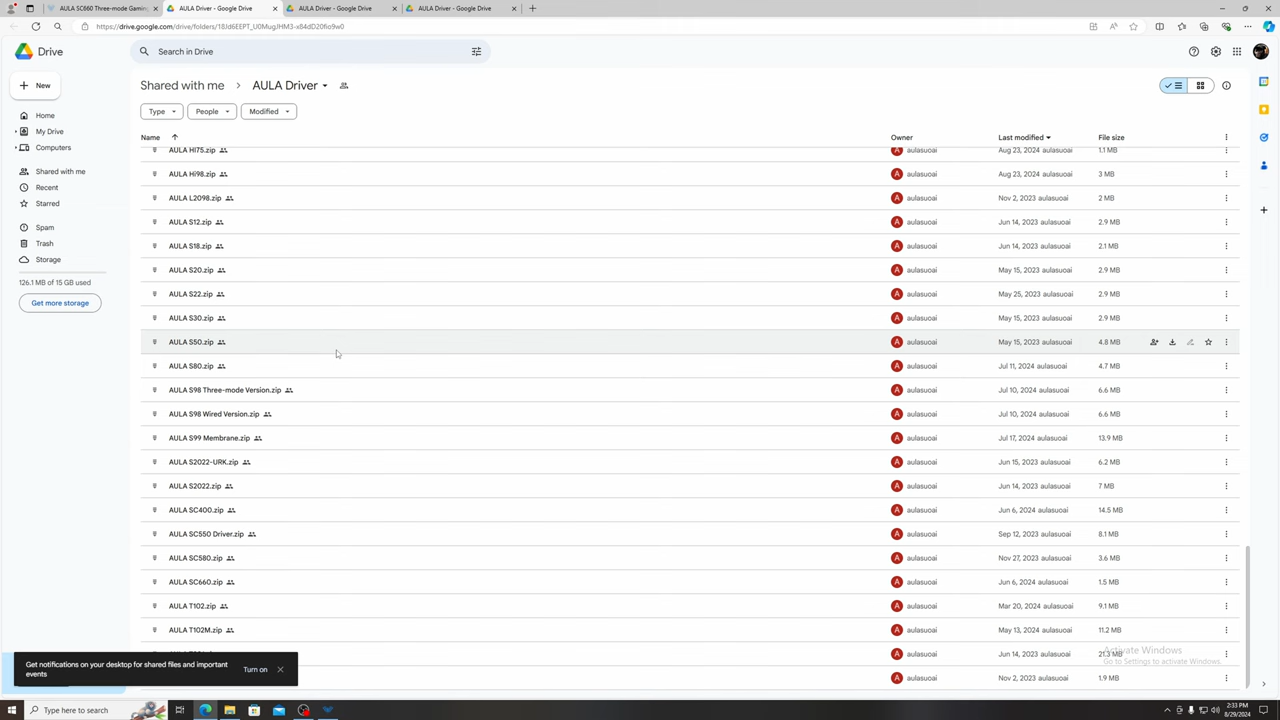 AULA SC660 Three-mode Gaming
AULA Driver - Google Drive
AULA Driver - Google Drive
AULA Driver - Google Drive
https://drive.google.com/drive/folders/
Drive
Search in Drive
New
Home
My Drive
Computers
Shared with me
Recent
Starred
Spam
Trash
Storage
126.1 MB of 15 GB used
Get more storage
Shared with me > AULA Driver
Type
People
Modified
Name Owner Last modified File size
AULA HI75.zip aulasuoai Aug 23, 2024 aulasuoai 1.1 MB
AULA Hi98.zip aulasuoai Aug 23, 2024 aulasuoai 3 MB
AULA L2098.zip aulasuoai Nov 2, 2023 aulasuoai 2 MB
AULA S12.zip aulasuoai Jun 14, 2023 aulasuoai 2.9 MB
AULA S18.zip aulasuoai Jun 14, 2023 aulasuoai 2.1 MB
AULA S20.zip aulasuoai May 15, 2023 aulasuoai 2.9 MB
AULA S22.zip aulasuoai May 25, 2023 aulasuoai 2.9 MB
AULA S30.zip aulasuoai May 15, 2023 aulasuoai 2.9 MB
AULA S50.zip aulasuoai May 15, 2023 aulasuoai 4.8 MB
AULA S80.zip aulasuoai Jul 11, 2024 aulasuoai 4.7 MB
AULA S98 Three-mode Version.zip aulasuoai Jul 10, 2024 aulasuoai 6.6 MB
AULA S98 Wired Version.zip aulasuoai Jul 10, 2024 aulasuoai 6.6 MB
AULA S99 Membrane.zip aulasuoai Jul 17, 2024 aulasuoai 13.9 MB
AULA S2022-URK.zip aulasuoai Jun 15, 2023 aulasuoai 6.2 MB
AULA S2022.zip aulasuoai Jun 14, 2023 aulasuoai 7 MB
AULA SC400.zip aulasuoai Jun 6, 2024 aulasuoai 14.5 MB
AULA SC550 Driver.zip aulasuoai Sep 12, 2023 aulasuoai 8.1 MB
AULA SC580.zip aulasuoai Nov 27, 2023 aulasuoai 3.6 MB
AULA SC660.zip aulasuoai Jun 6, 2024 aulasuoai 1.5 MB
AULA T102.zip aulasuoai Mar 20, 2024 aulasuoai 9.1 MB
AULA T102M.zip aulasuoai May 13, 2024 aulasuoai 11.2 MB
aulasuoai Jun 14, 2023 aulasuoai 21.3 MB
aulasuoai Nov 2, 2023 aulasuoai 1.9 MB
Get notifications on your desktop for shared files and important
events
Turn on
Activate Windows
Go to Settings to activate Windows.
Type here to search
2:33 PM
8/29/2024